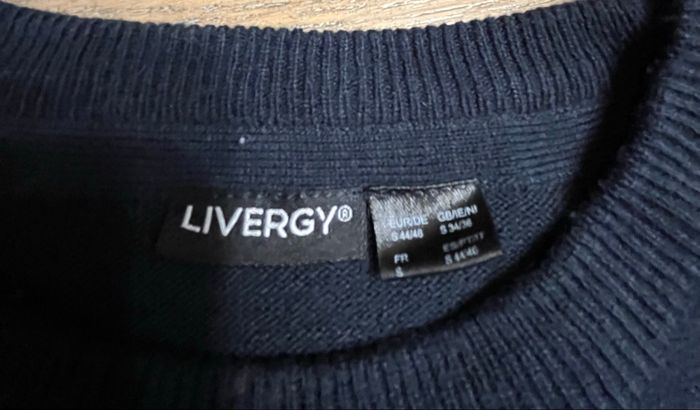 LIVERGY®
EUR/DE GB/IE/NI
S 44/46 S 34/36
FR ES/PT/IT
S S 44/46